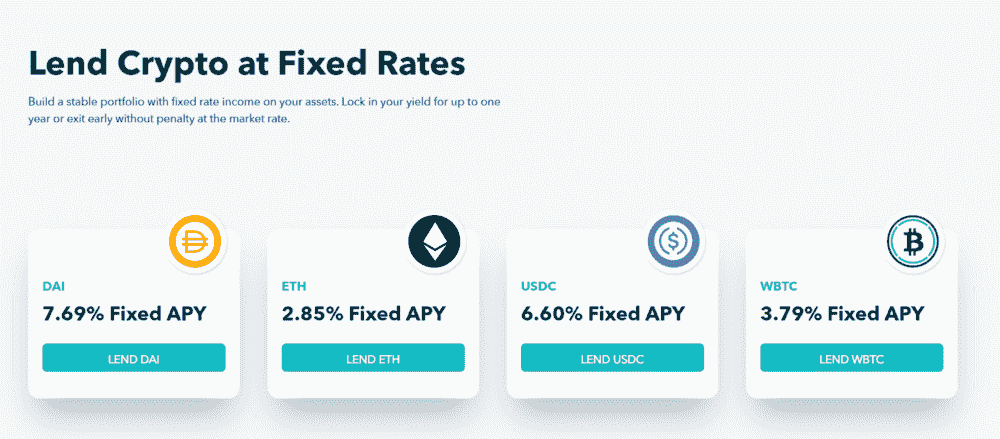 Lend Crypto at Fixed Rates
Build a stable portfolio with fixed rate income on your assets. Lock in your yield for up to one
year or exit early without penalty at the market rate.
DAI
7.69% Fixed APY
LEND DAI
ETH
2.85% Fixed APY
LEND ETH
USDC
6.60% Fixed APY
LEND USDC
WBTC
3.79% Fixed APY
LEND WBTC